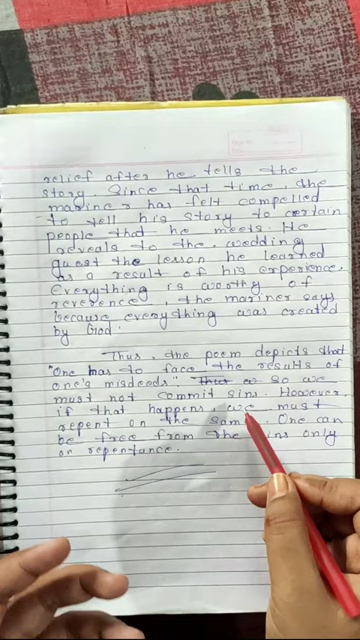 relief after he tells the
story. Since that time, the
mariner has felt compelled
to tell his story to certain
people that he meets. He
reveals to the wedding
guest the lesson he learned
as a result of his experience.
Everything is worthy of
reverence, the mariner says
because everything was created
by God.
Thus, the poem depicts that
"One has to face the results of
one's misdeeds." So we
must not commit sins. However,
if that happens, we must
repent on the same. One can
be free from the sins only
on repentance.